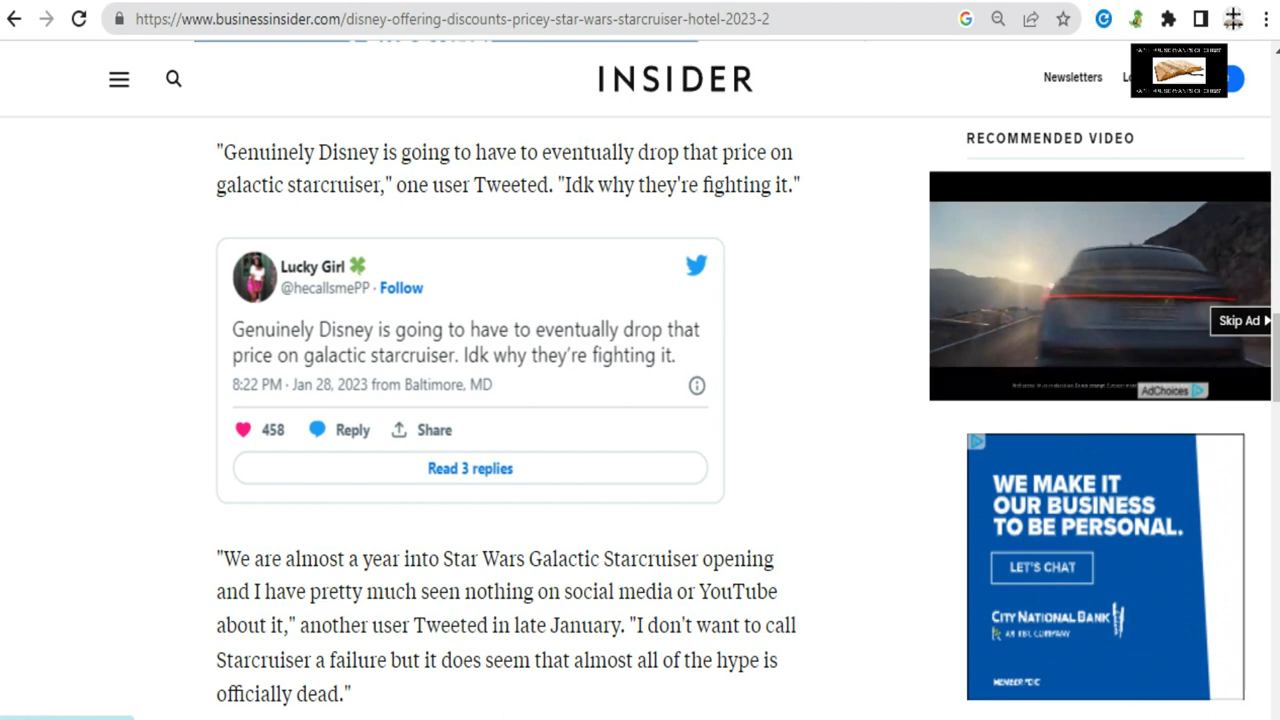 https://www.businessinsider.com/disney-offering-discounts-pricey-star-wars-starcruiser-hotel-2023-2
INSIDER
Newsletters
"Genuinely Disney is going to have to eventually drop that price on
galactic starcruiser," one user Tweeted. "Idk why they're fighting it."
Lucky Girl
@hecallsmePP · Follow
Genuinely Disney is going to have to eventually drop that
price on galactic starcruiser. Idk why they're fighting it.
8:22 PM · Jan 28, 2023 from Baltimore, MD
458 Reply Share
Read 3 replies
"We are almost a year into Star Wars Galactic Starcruiser opening
and I have pretty much seen nothing on social media or YouTube
about it," another user Tweeted in late January. "I don't want to call
Starcruiser a failure but it does seem that almost all of the hype is
officially dead."
RECOMMENDED VIDEO
Skip Ad
AdChoices
WE MAKE IT
OUR BUSINESS
TO BE PERSONAL.
LET'S CHAT
CITY NATIONAL BANK
AN RBC COMPANY
MEMBER FDIC